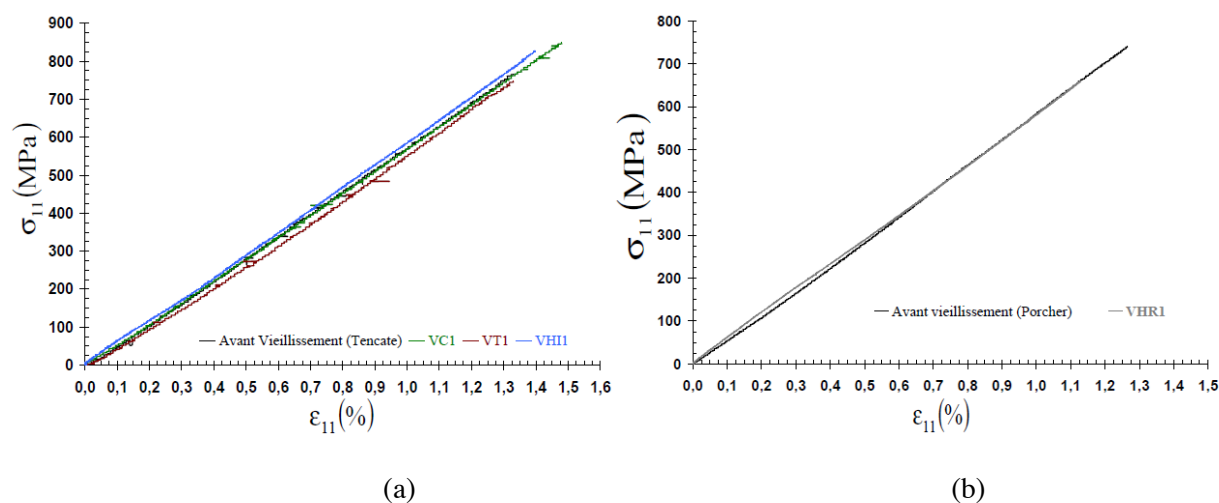 900
800
700
600
500
400
300
200
100
0
σ11 (MPa)
Avant Vieillissement (Tencate) VC1 VT1 VHI1
0,0 0,1 0,2 0,3 0,4 0,5 0,6 0,7 0,8 0,9 1,0 1,1 1,2 1,3 1,4 1,5 1,6
ε11(%)
(a)
800
700
600
500
400
300
200
100
0
σ11 (MPa)
Avant vieillissement (Porcher) VHR1
0,0 0,1 0,2 0,3 0,4 0,5 0,6 0,7 0,8 0,9 1,0 1,1 1,2 1,3 1,4 1,5
ε11(%)
(b)